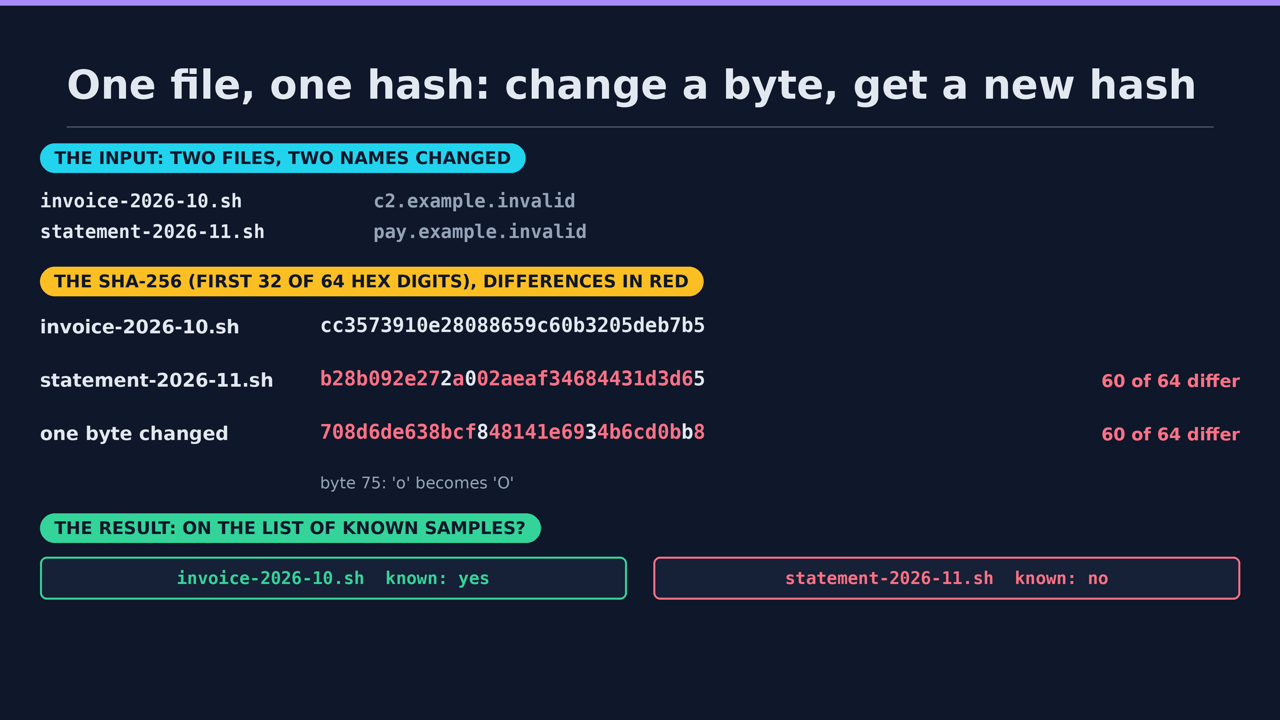 One file, one hash: change a byte, get a new hash
THE INPUT: TWO FILES, TWO NAMES CHANGED
invoice-2026-10.sh c2.example.invalid
statement-2026-11.sh pay.example.invalid
THE SHA-256 (FIRST 32 OF 64 HEX DIGITS), DIFFERENCES IN RED
invoice-2026-10.sh cc3573910e28088659c60b3205deb7b5
statement-2026-11.sh b28b092e272a002aeaf34684431d3d65 60 of 64 differ
one byte changed 708d6de638bcf848141e6934b6cd0bb8 60 of 64 differ
byte 75: 'o' becomes 'O'
THE RESULT: ON THE LIST OF KNOWN SAMPLES?
invoice-2026-10.sh known: yes statement-2026-11.sh known: no